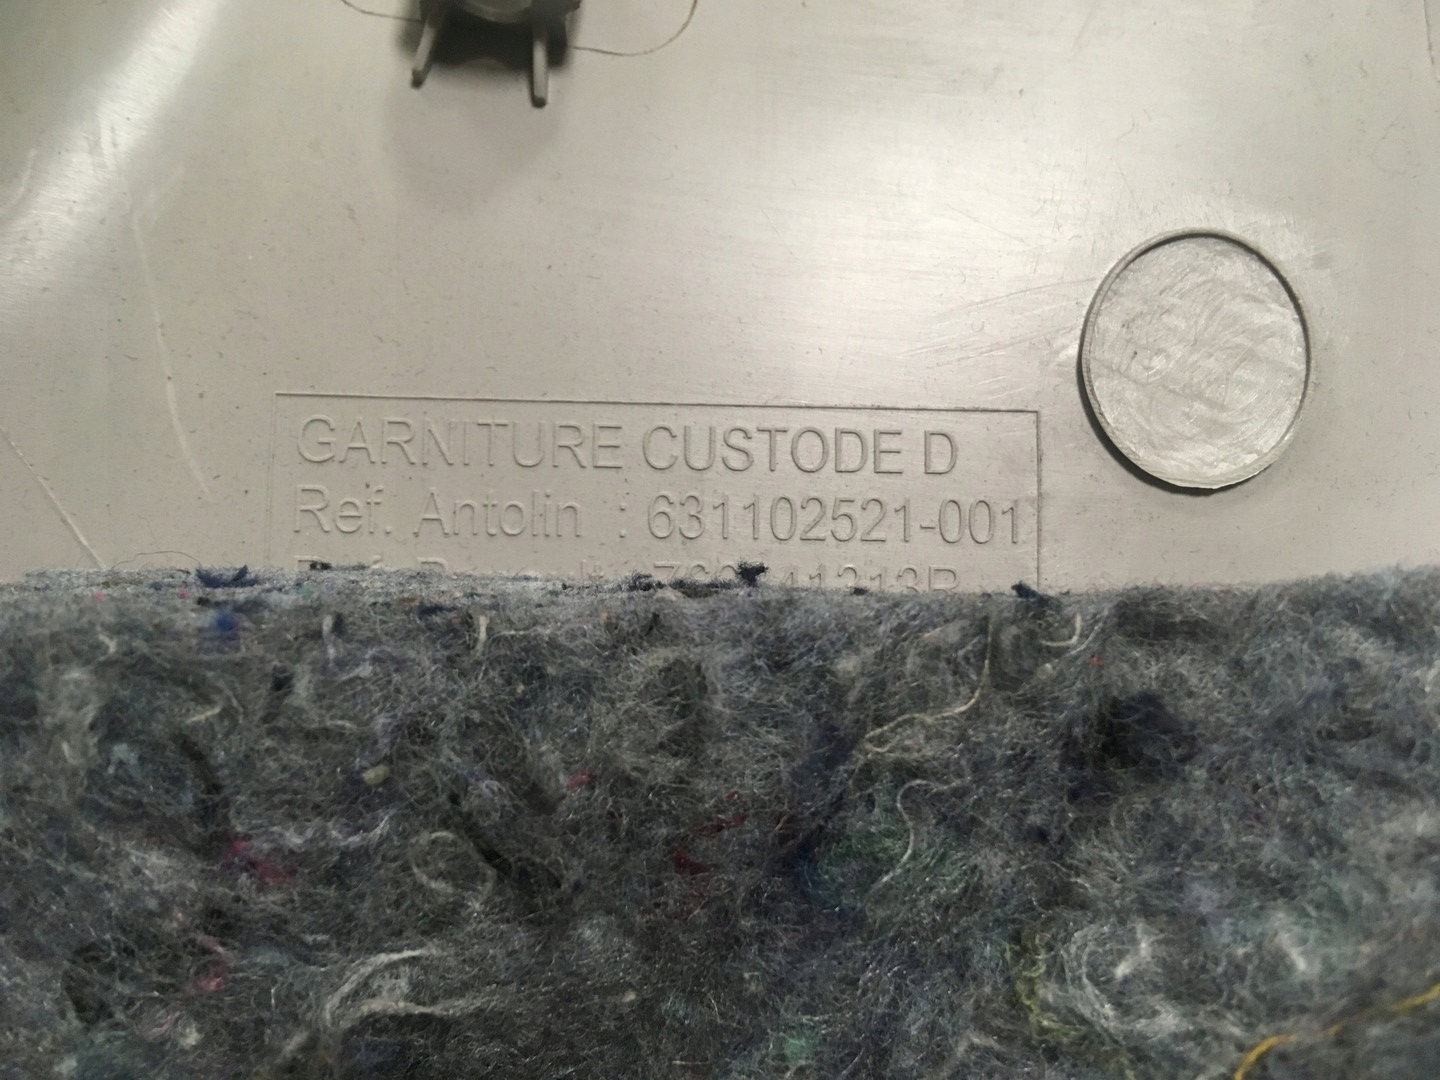 GARNITURE CUSTODE D
Ref. Antolin : 631102521-001